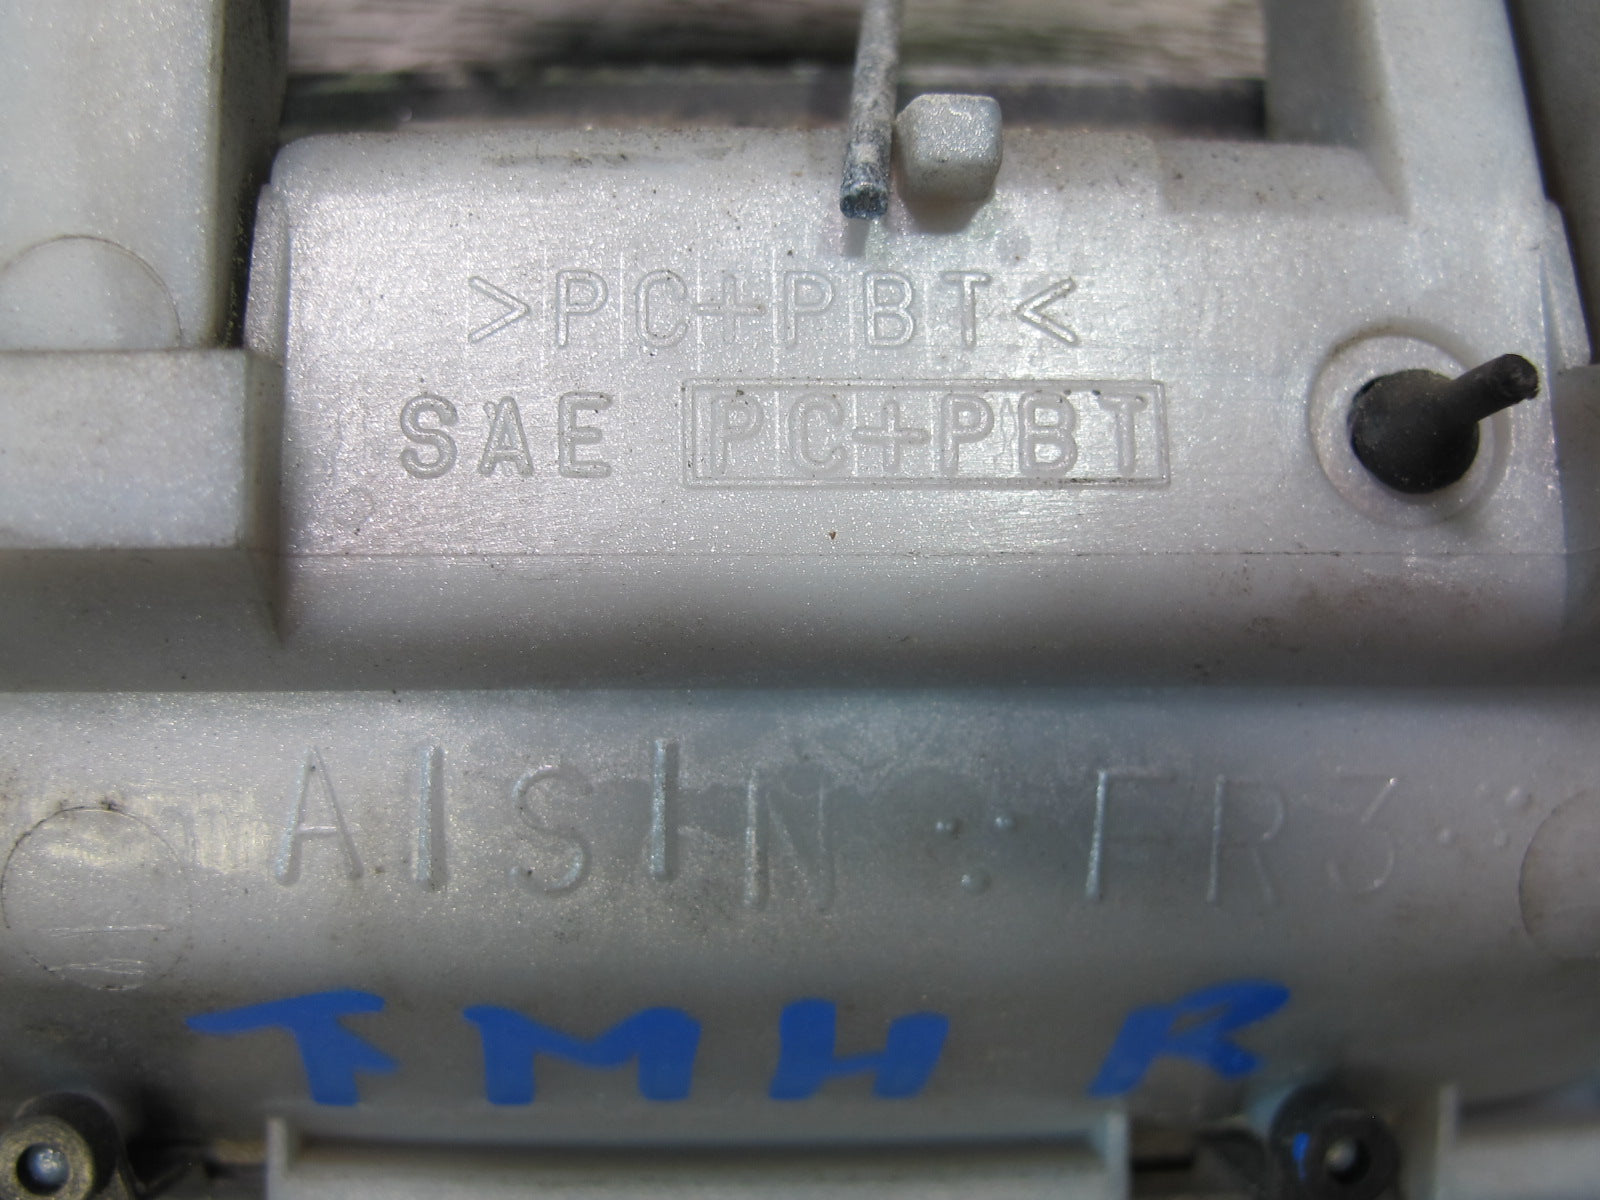 >PC+PBT<
SAE PC+PBT
AISIN FR3
FMH R